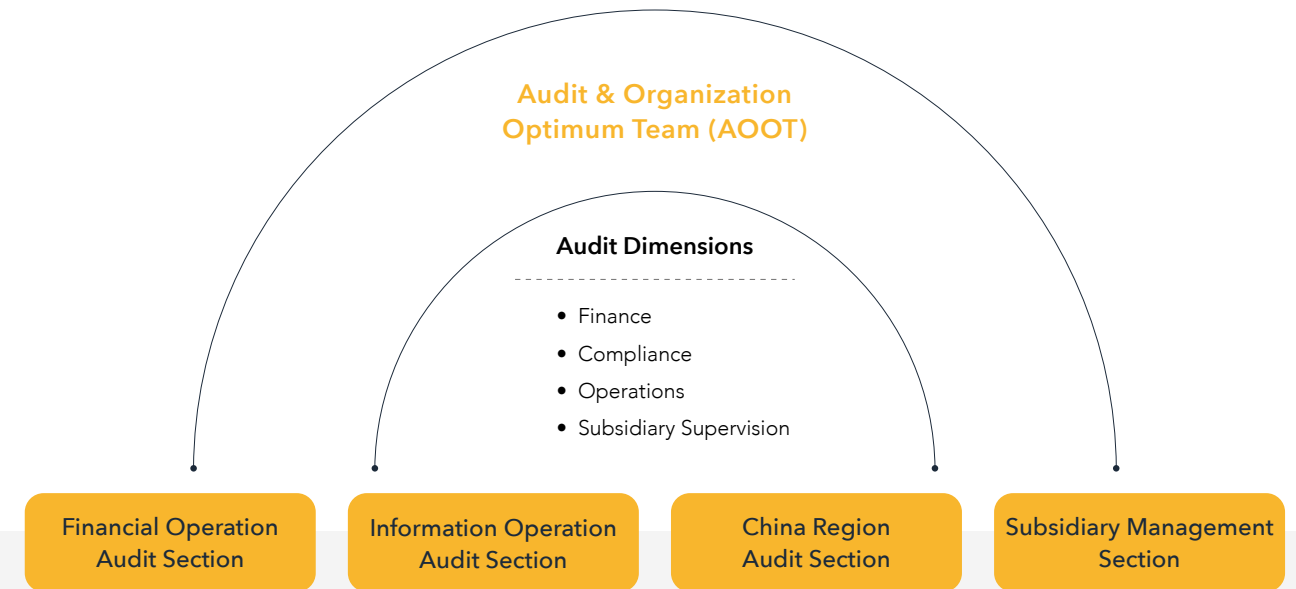 Audit & Organization
Optimum Team (AOOT)
Audit Dimensions
• Finance
• Compliance
• Operations
• Subsidiary Supervision
Financial Operation
Audit Section
Information Operation
Audit Section
China Region
Audit Section
Subsidiary Management
Section